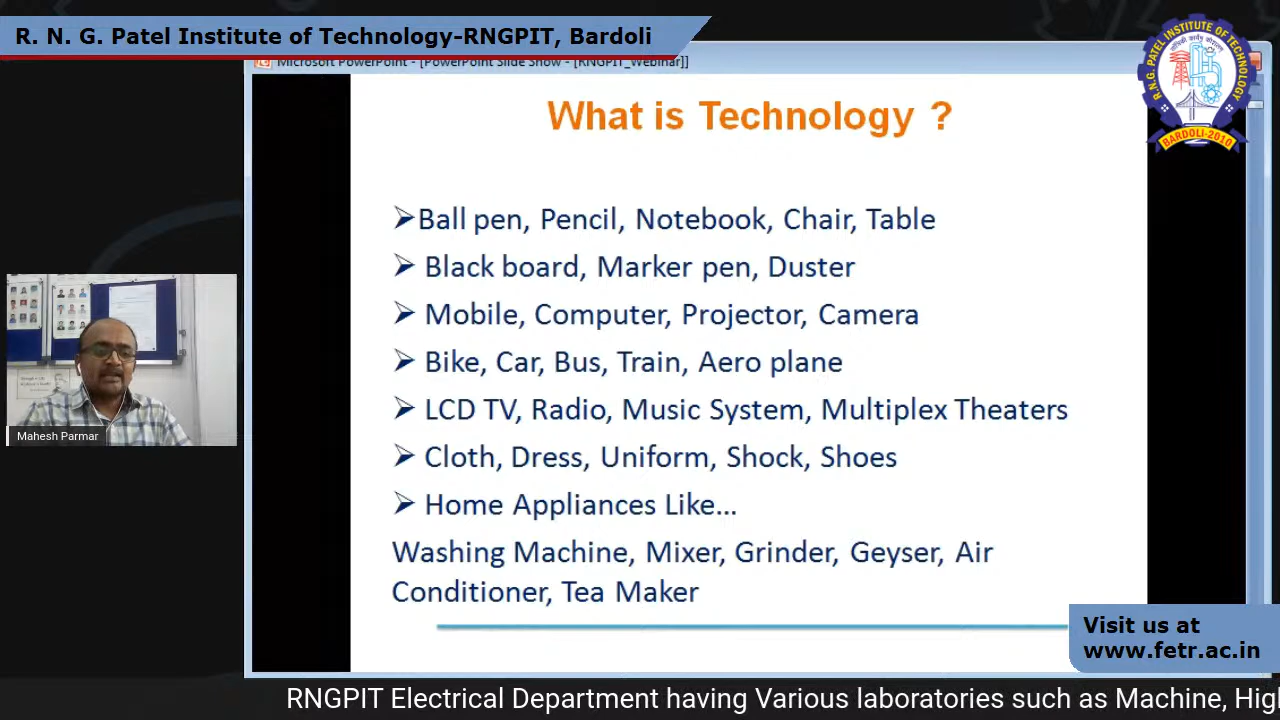 R. N. G. Patel Institute of Technology-RNGPIT, Bardoli
Microsoft PowerPoint - [PowerPoint Slide Show - [RNGPIT_Webinar]]
R. N. G. PATEL INSTITUTE OF TECHNOLOGY
BARDOLI-2010
What is Technology ?
➢Ball pen, Pencil, Notebook, Chair, Table
➢ Black board, Marker pen, Duster
➢ Mobile, Computer, Projector, Camera
➢ Bike, Car, Bus, Train, Aero plane
➢ LCD TV, Radio, Music System, Multiplex Theaters
➢ Cloth, Dress, Uniform, Shock, Shoes
➢ Home Appliances Like...
Washing Machine, Mixer, Grinder, Geyser, Air
Conditioner, Tea Maker
Mahesh Parmar
Visit us at
www.fetr.ac.in
RNGPIT Electrical Department having Various laboratories such as Machine, Hig